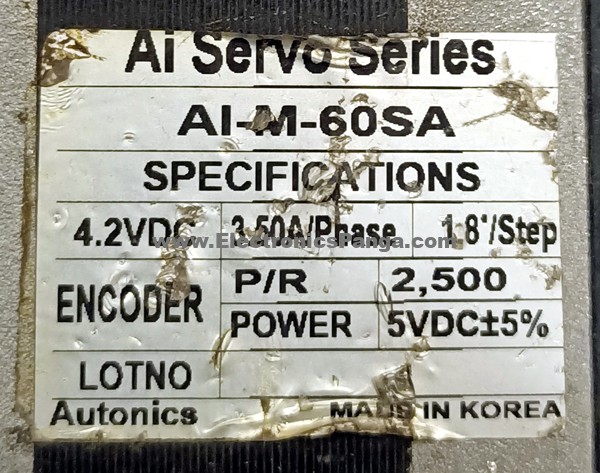 Ai Servo Series
AI-M-60SA
SPECIFICATIONS
4.2VDC 3.50A/Phase 1.8°/Step
www.ElectronicsPanga.com
ENCODER P/R 2,500
POWER 5VDC±5%
LOTNO
Autonics MADE IN KOREA